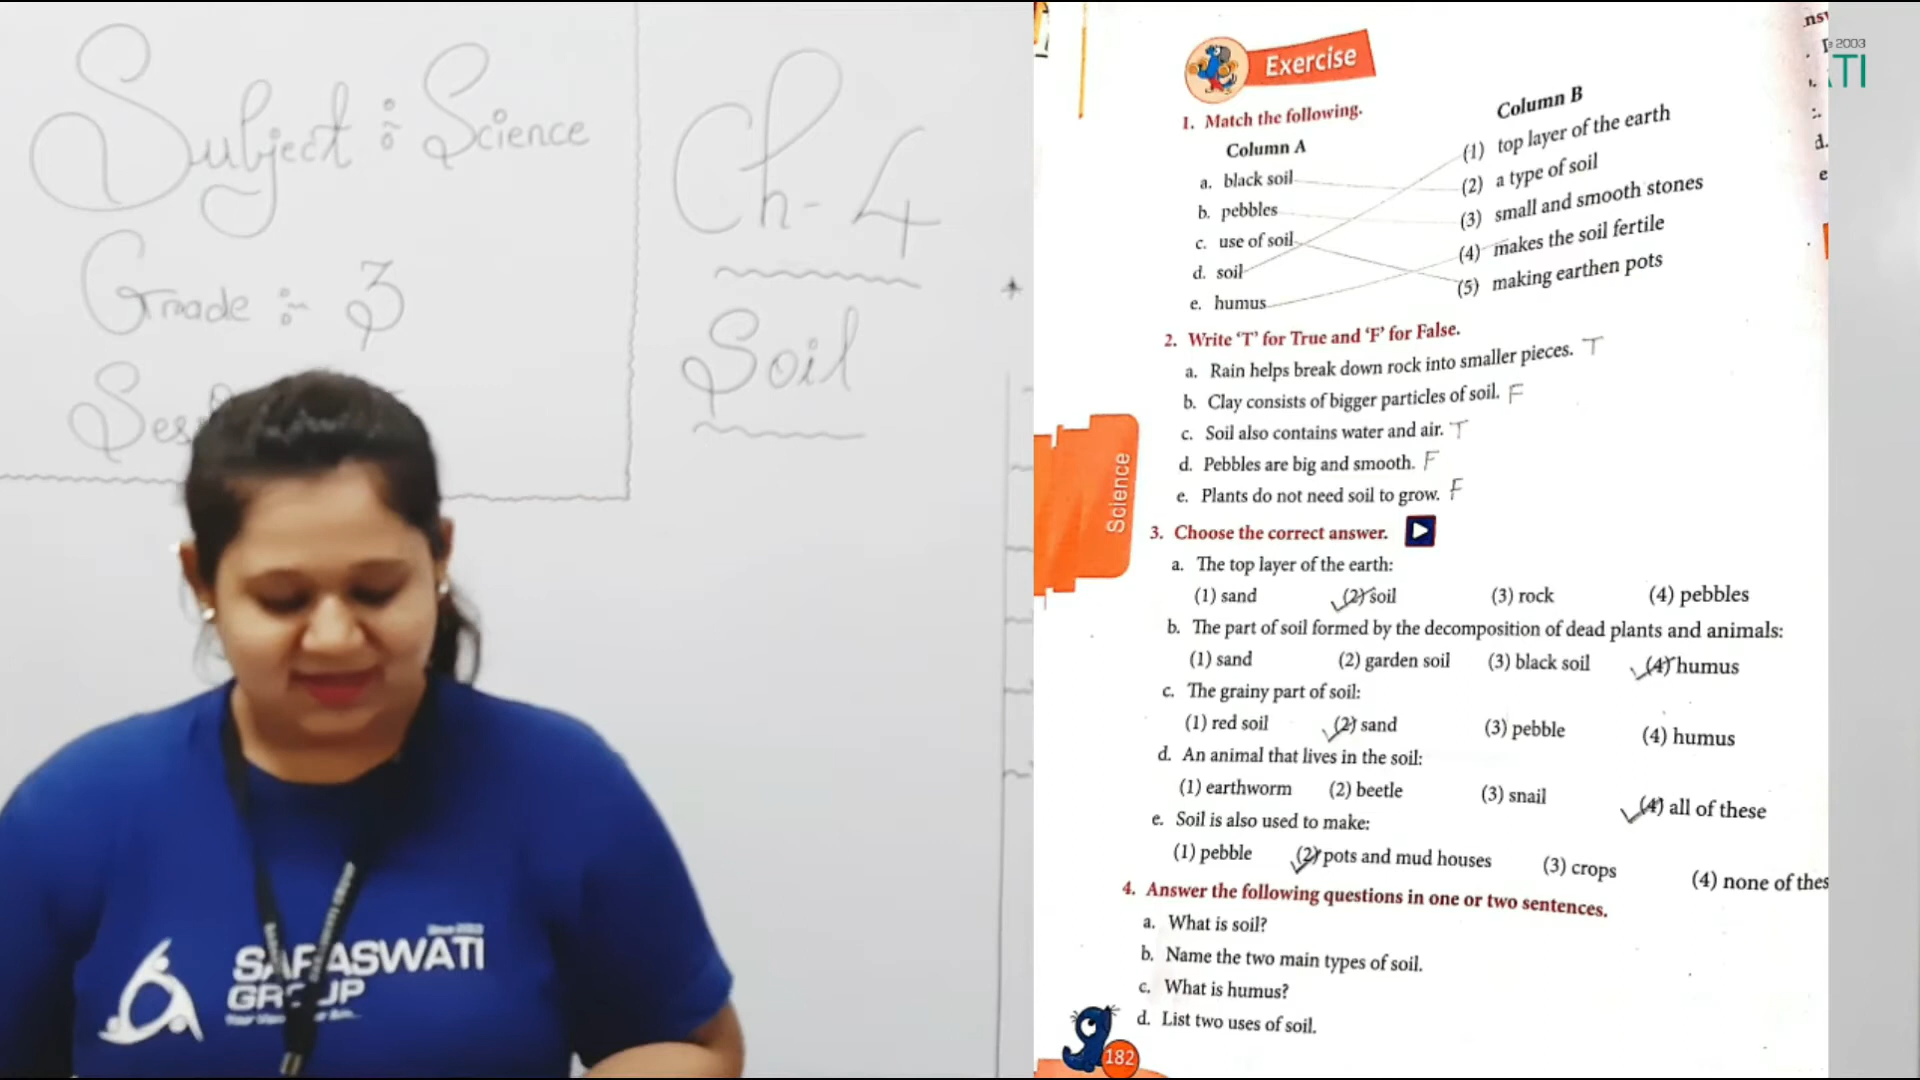 Subject : Science
Grade :- 3
Ses
Ch- 4
Soil
Since 2003
SARASWATI
GROUP
Exercise
1. Match the following.
Column A
Column B
a. black soil
(1) top layer of the earth
b. pebbles
(2) a type of soil
c. use of soil
(3) small and smooth stones
d. soil
(4) makes the soil fertile
e. humus
(5) making earthen pots
2. Write ‘T’ for True and ‘F’ for False.
a. Rain helps break down rock into smaller pieces. T
b. Clay consists of bigger particles of soil. F
c. Soil also contains water and air. T
d. Pebbles are big and smooth. F
e. Plants do not need soil to grow. F
3. Choose the correct answer.
a. The top layer of the earth:
(1) sand (2) soil (3) rock (4) pebbles
b. The part of soil formed by the decomposition of dead plants and animals:
(1) sand (2) garden soil (3) black soil (4) humus
c. The grainy part of soil:
(1) red soil (2) sand (3) pebble (4) humus
d. An animal that lives in the soil:
(1) earthworm (2) beetle (3) snail (4) all of these
e. Soil is also used to make:
(1) pebble (2) pots and mud houses (3) crops (4) none of thes
4. Answer the following questions in one or two sentences.
a. What is soil?
b. Name the two main types of soil.
c. What is humus?
d. List two uses of soil.
Science
182
2003
ATI
d.
e